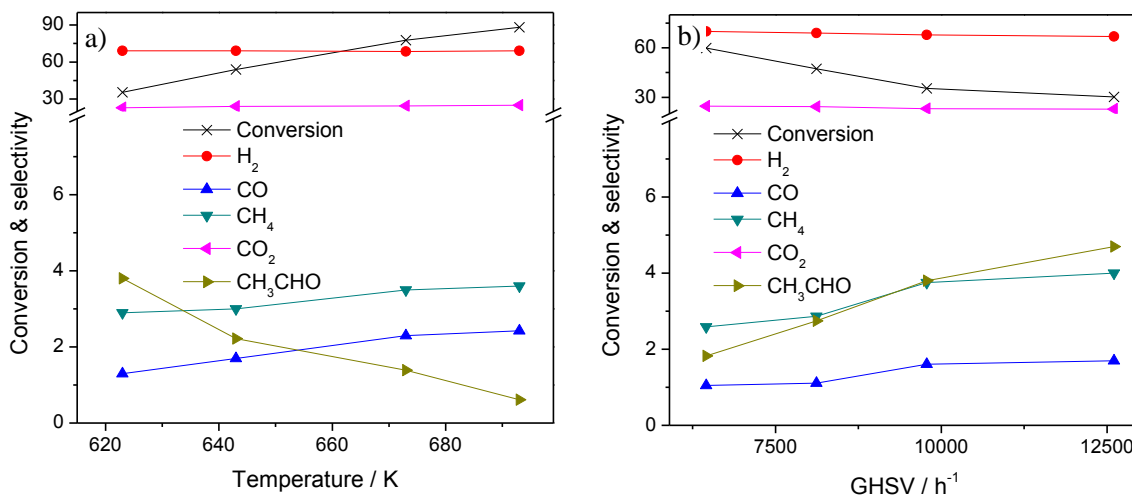 a)
90
60
30
6
4
2
0
Conversion & selectivity
Conversion
H2
CO
CH4
CO2
CH3CHO
620
640
660
680
Temperature / K
b)
60
30
6
4
2
0
Conversion & selectivity
Conversion
H2
CO
CH4
CO2
CH3CHO
7500
10000
12500
GHSV / h-1